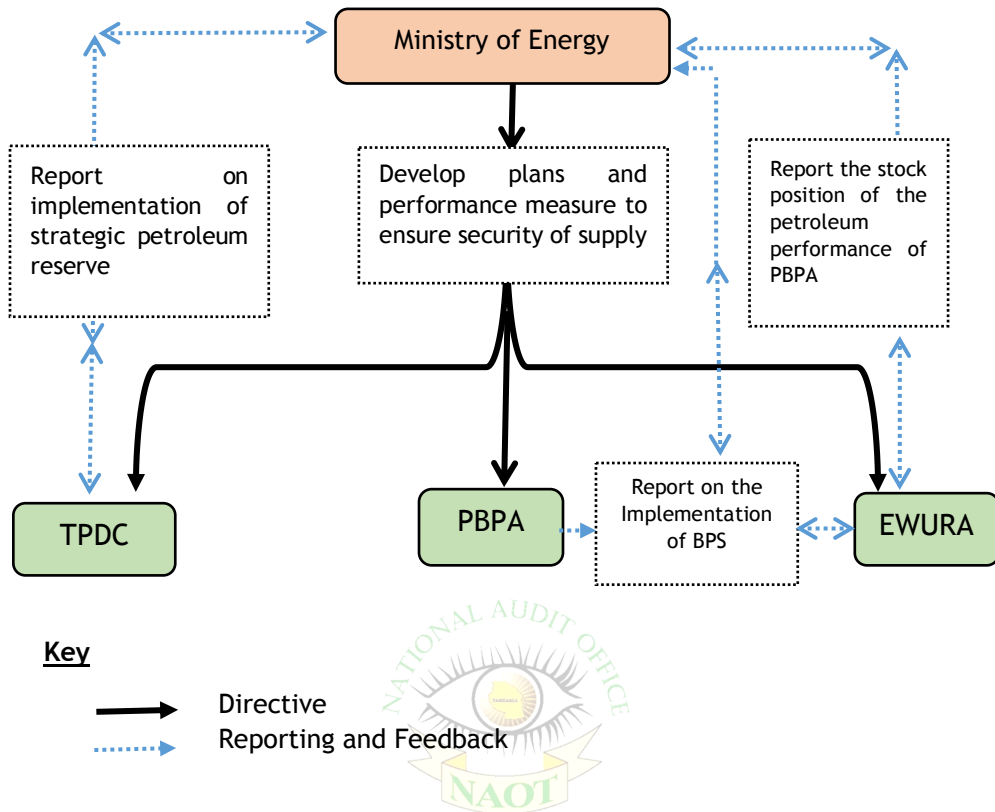 Ministry of Energy
Report on
implementation of
strategic petroleum
reserve
Develop plans and
performance measure to
ensure security of supply
Report the stock
position of the
petroleum
performance of
PBPA
TPDC
PBPA
Report on the
Implementation
of BPS
EWURA
Key
Directive
Reporting and Feedback
NATIONAL AUDIT OFFICE
TANZANIA
NAOT